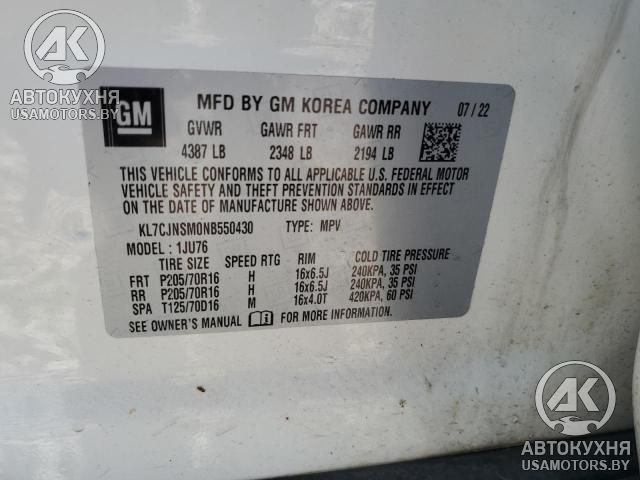 AK
АВТОКУХНЯ
USAMOTORS.BY
GM
MFD BY GM KOREA COMPANY 07/22
GVWR GAWR FRT GAWR RR
4387 LB 2348 LB 2194 LB
THIS VEHICLE CONFORMS TO ALL APPLICABLE U.S. FEDERAL MOTOR
VEHICLE SAFETY AND THEFT PREVENTION STANDARDS IN EFFECT
ON THE DATE OF MANUFACTURE SHOWN ABOVE.
KL7CJNSM0NB550430 TYPE: MPV
MODEL: 1JU76
TIRE SIZE SPEED RTG RIM COLD TIRE PRESSURE
FRT P205/70R16 H 16x6.5J 240KPA, 35 PSI
RR P205/70R16 H 16x6.5J 240KPA, 35 PSI
SPA T125/70D16 M 16x4.0T 420KPA, 60 PSI
SEE OWNER'S MANUAL FOR MORE INFORMATION.
AK
АВТОКУХНЯ
USAMOTORS.BY